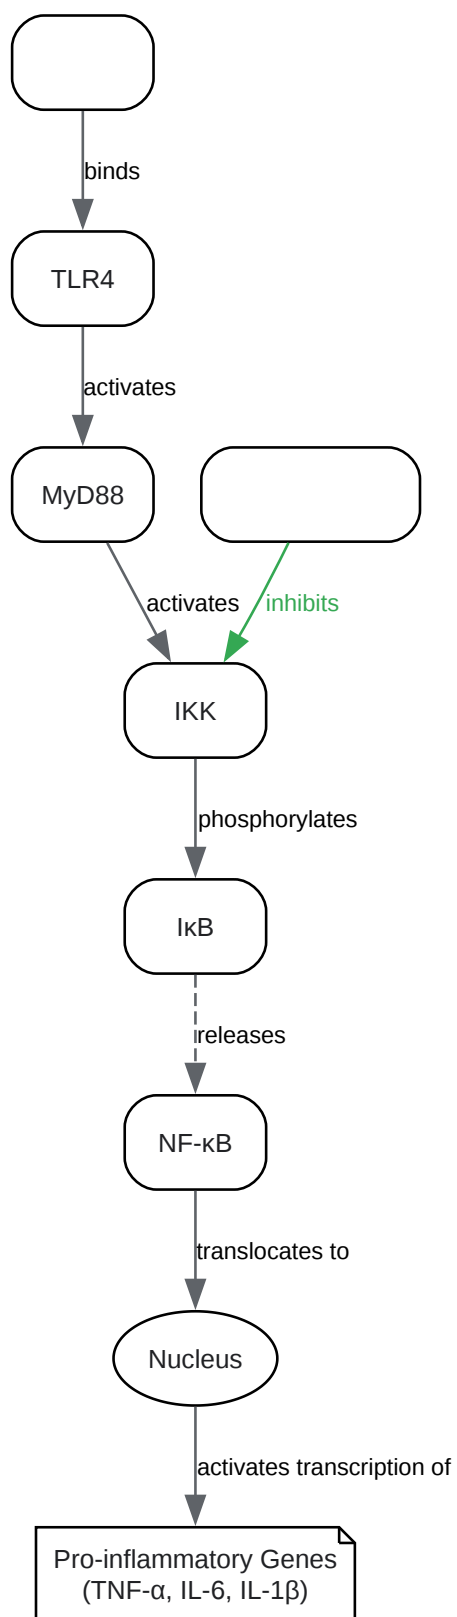 binds
TLR4
activates
MyD88
activates
inhibits
IKK
phosphorylates
IκB
releases
NF-κB
translocates to
Nucleus
activates transcription of
Pro-inflammatory Genes
(TNF-α, IL-6, IL-1β)